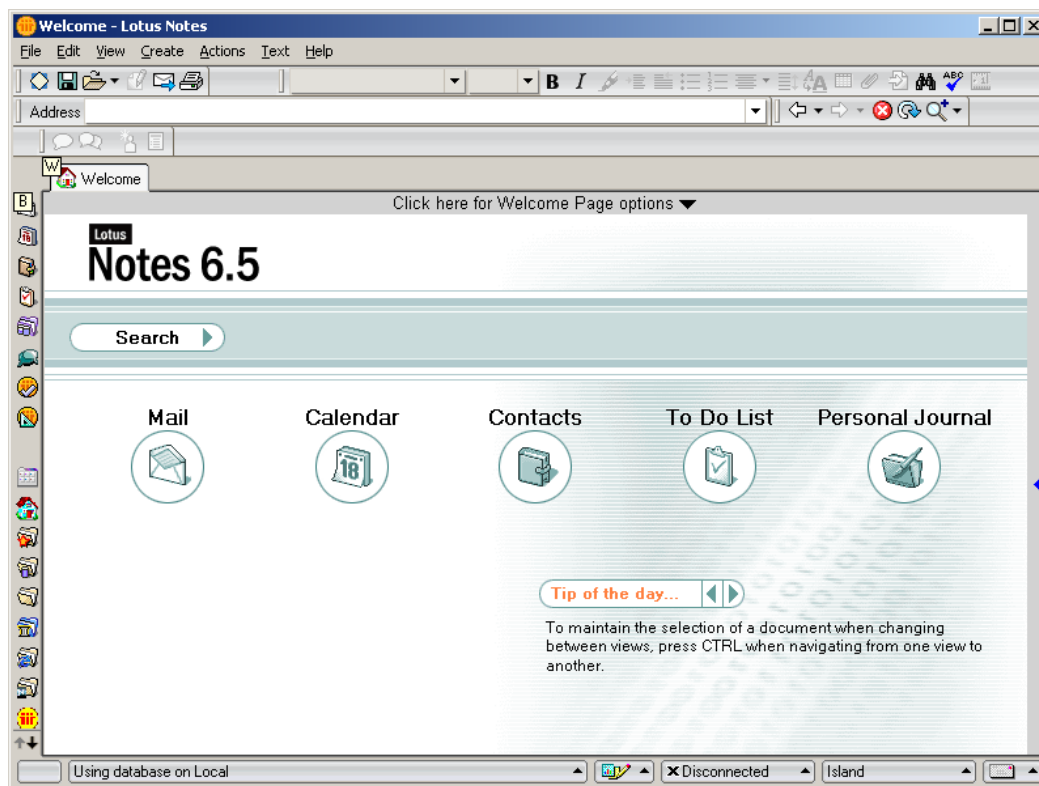 Welcome - Lotus Notes
File Edit View Create Actions Text Help
B I ABC
Address
W
Welcome
B
Click here for Welcome Page options
16
Lotus
Notes 6.5
Search
Mail Calendar Contacts To Do List Personal Journal
18
Tip of the day...
To maintain the selection of a document when changing
between views, press CTRL when navigating from one view to
another.
Using database on Local Disconnected Island